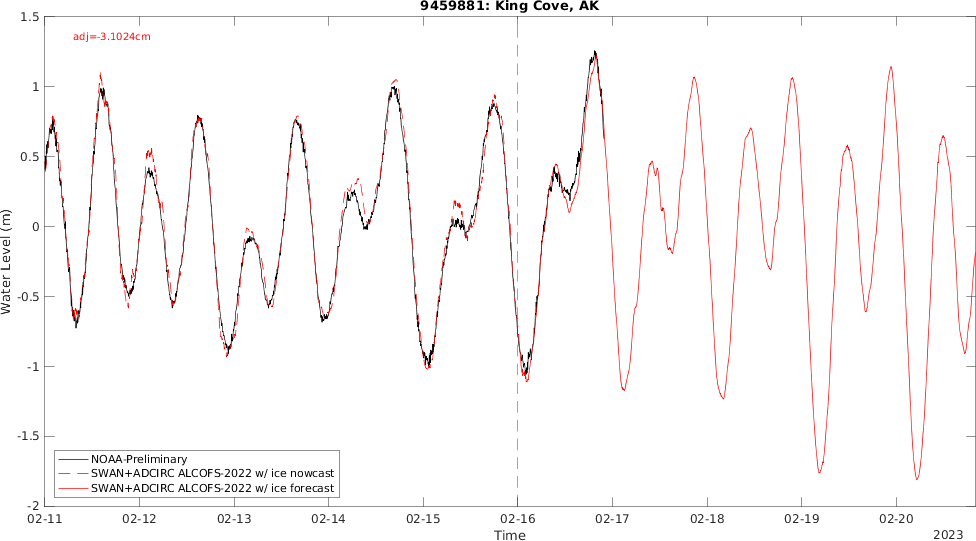 9459881: King Cove, AK
adj=-3.1024cm
1.5
1
0.5
0
-0.5
-1
-1.5
-2
Water Level (m)
NOAA-Preliminary
SWAN+ADCIRC ALCOFS-2022 w/ ice nowcast
SWAN+ADCIRC ALCOFS-2022 w/ ice forecast
02-11 02-12 02-13 02-14 02-15 02-16 02-17 02-18 02-19 02-20
Time
2023